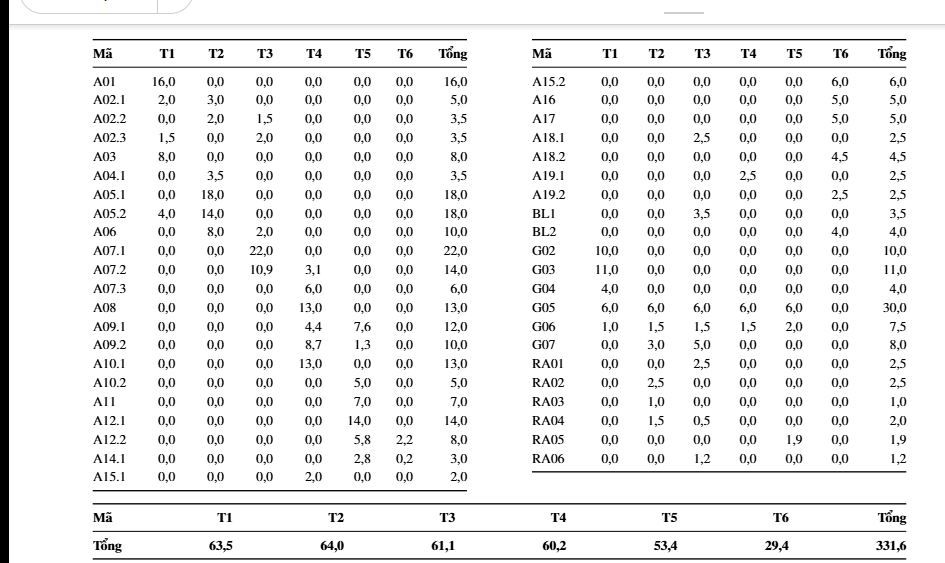 Mã T1 T2 T3 T4 T5 T6 Tổng
A01 16,0 0,0 0,0 0,0 0,0 0,0 16,0
A02.1 2,0 3,0 0,0 0,0 0,0 0,0 5,0
A02.2 0,0 2,0 1,5 0,0 0,0 0,0 3,5
A02.3 1,5 0,0 2,0 0,0 0,0 0,0 3,5
A03 8,0 0,0 0,0 0,0 0,0 0,0 8,0
A04.1 0,0 3,5 0,0 0,0 0,0 0,0 3,5
A05.1 0,0 18,0 0,0 0,0 0,0 0,0 18,0
A05.2 4,0 14,0 0,0 0,0 0,0 0,0 18,0
A06 0,0 8,0 2,0 0,0 0,0 0,0 10,0
A07.1 0,0 0,0 22,0 0,0 0,0 0,0 22,0
A07.2 0,0 0,0 10,9 3,1 0,0 0,0 14,0
A07.3 0,0 0,0 0,0 6,0 0,0 0,0 6,0
A08 0,0 0,0 0,0 13,0 0,0 0,0 13,0
A09.1 0,0 0,0 0,0 4,4 7,6 0,0 12,0
A09.2 0,0 0,0 0,0 8,7 1,3 0,0 10,0
A10.1 0,0 0,0 0,0 13,0 0,0 0,0 13,0
A10.2 0,0 0,0 0,0 0,0 5,0 0,0 5,0
A11 0,0 0,0 0,0 0,0 7,0 0,0 7,0
A12.1 0,0 0,0 0,0 0,0 14,0 0,0 14,0
A12.2 0,0 0,0 0,0 0,0 5,8 2,2 8,0
A14.1 0,0 0,0 0,0 0,0 2,8 0,2 3,0
A15.1 0,0 0,0 0,0 2,0 0,0 0,0 2,0
Mã T1 T2 T3 T4 T5 T6 Tổng
A15.2 0,0 0,0 0,0 0,0 0,0 6,0 6,0
A16 0,0 0,0 0,0 0,0 0,0 5,0 5,0
A17 0,0 0,0 0,0 0,0 0,0 5,0 5,0
A18.1 0,0 0,0 2,5 0,0 0,0 0,0 2,5
A18.2 0,0 0,0 0,0 0,0 0,0 4,5 4,5
A19.1 0,0 0,0 0,0 2,5 0,0 0,0 2,5
A19.2 0,0 0,0 0,0 0,0 0,0 2,5 2,5
BL1 0,0 0,0 3,5 0,0 0,0 0,0 3,5
BL2 0,0 0,0 0,0 0,0 0,0 4,0 4,0
G02 10,0 0,0 0,0 0,0 0,0 0,0 10,0
G03 11,0 0,0 0,0 0,0 0,0 0,0 11,0
G04 4,0 0,0 0,0 0,0 0,0 0,0 4,0
G05 6,0 6,0 6,0 6,0 6,0 0,0 30,0
G06 1,0 1,5 1,5 1,5 2,0 0,0 7,5
G07 0,0 3,0 5,0 0,0 0,0 0,0 8,0
RA01 0,0 0,0 2,5 0,0 0,0 0,0 2,5
RA02 0,0 2,5 0,0 0,0 0,0 0,0 2,5
RA03 0,0 1,0 0,0 0,0 0,0 0,0 1,0
RA04 0,0 1,5 0,5 0,0 0,0 0,0 2,0
RA05 0,0 0,0 0,0 0,0 1,9 0,0 1,9
RA06 0,0 0,0 1,2 0,0 0,0 0,0 1,2
Mã T1 T2 T3 T4 T5 T6 Tổng
Tổng 63,5 64,0 61,1 60,2 53,4 29,4 331,6